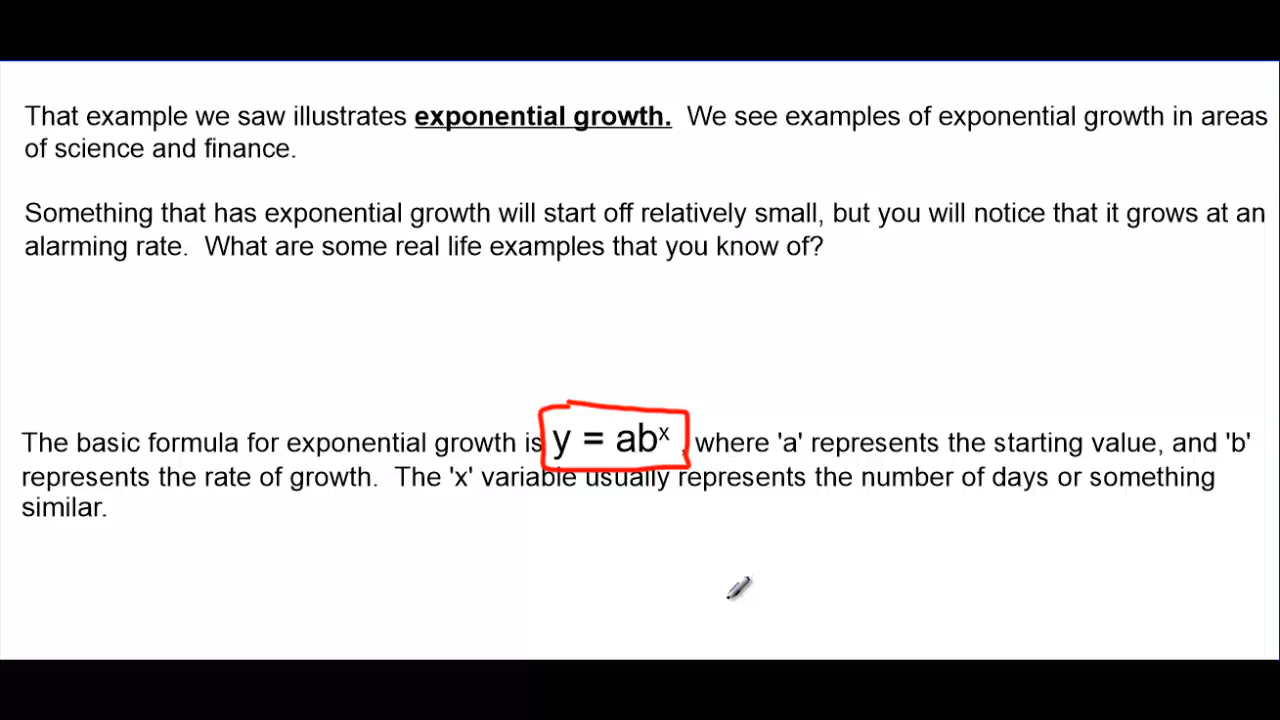 That example we saw illustrates exponential growth. We see examples of exponential growth in areas
of science and finance.
Something that has exponential growth will start off relatively small, but you will notice that it grows at an
alarming rate. What are some real life examples that you know of?
The basic formula for exponential growth is y = abˣ , where 'a' represents the starting value, and 'b'
represents the rate of growth. The 'x' variable usually represents the number of days or something
similar.